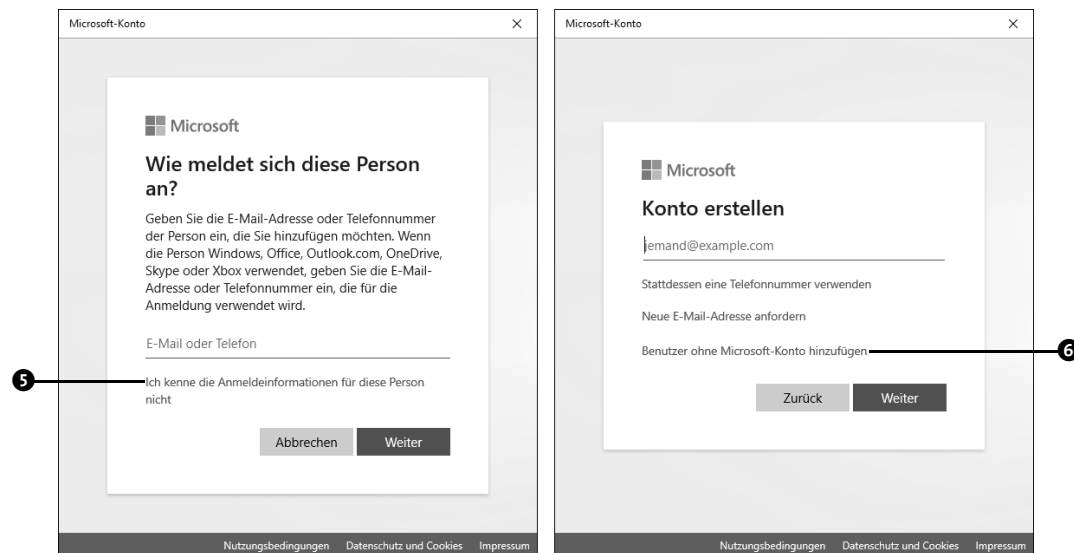 Microsoft-Konto
Microsoft
Wie meldet sich diese Person
an?
Geben Sie die E-Mail-Adresse oder Telefonnummer
der Person ein, die Sie hinzufügen möchten. Wenn
die Person Windows, Office, Outlook.com, OneDrive,
Skype oder Xbox verwendet, geben Sie die E-Mail-
Adresse oder Telefonnummer ein, die für die
Anmeldung verwendet wird.
E-Mail oder Telefon
5
Ich kenne die Anmeldeinformationen für diese Person
nicht
Abbrechen Weiter
Nutzungsbedingungen Datenschutz und Cookies Impressum
Microsoft-Konto
Microsoft
Konto erstellen
jemand@example.com
Stattdessen eine Telefonnummer verwenden
Neue E-Mail-Adresse anfordern
Benutzer ohne Microsoft-Konto hinzufügen
6
Zurück Weiter
Nutzungsbedingungen Datenschutz und Cookies Impressum